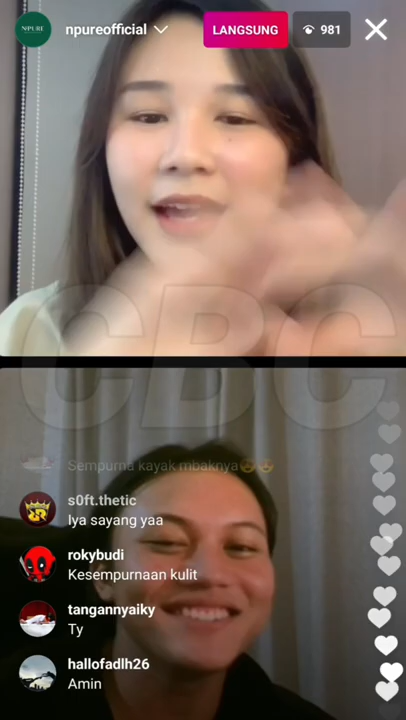 NPURE
npureofficial
LANGSUNG
981
CBC
Sempurna kayak mbaknya😍😍
s0ft.thetic
Iya sayang yaa
rokybudi
Kesempurnaan kulit
tangannyaiky
Ty
hallofadlh26
Amin